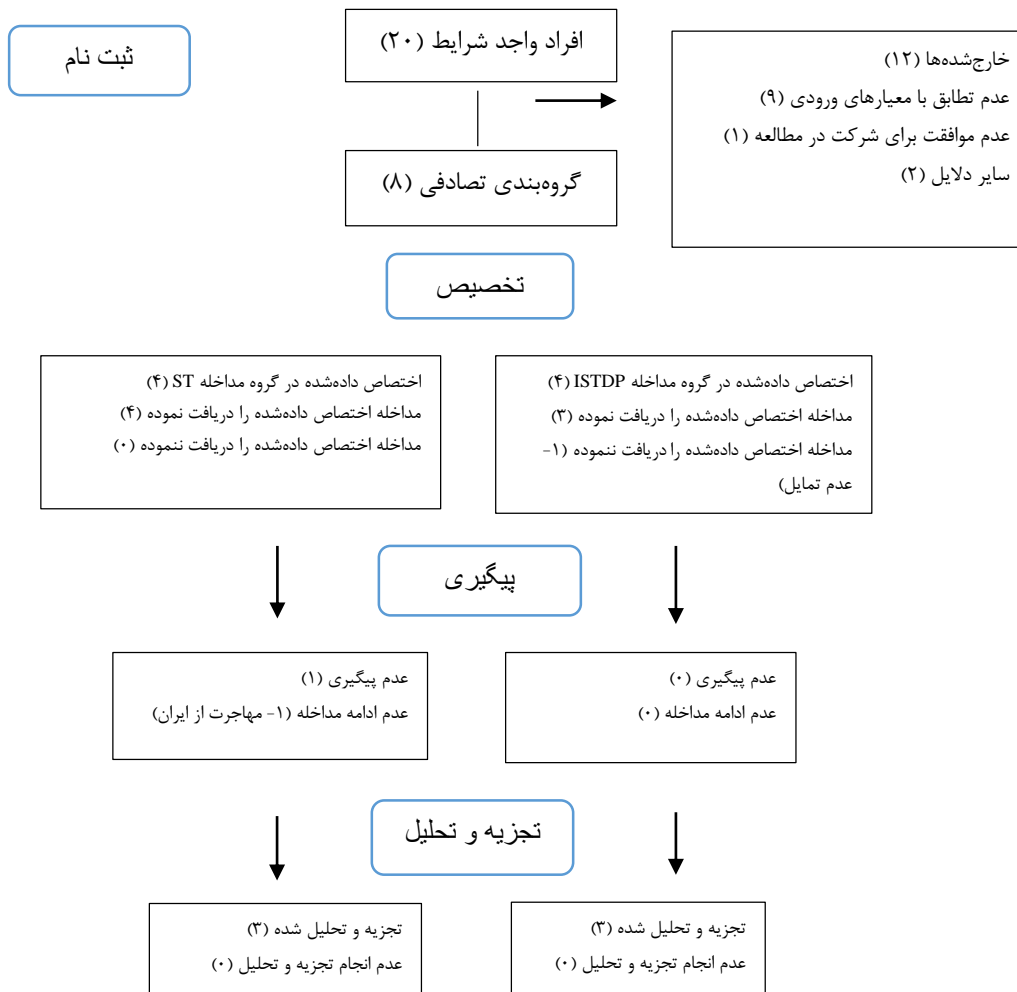 ثبت نام
افراد واجد شرایط (۲۰)
خارج‌شده‌ها (۱۲)
عدم تطابق با معیارهای ورودی (۹)
عدم موافقت برای شرکت در مطالعه (۱)
سایر دلایل (۲)
گروه‌بندی تصادفی (۸)
تخصیص
اختصاص داده‌شده در گروه مداخله ISTDP (۴)
مداخله اختصاص داده‌شده را دریافت نموده (۳)
مداخله اختصاص داده‌شده را دریافت ننموده (۱-
عدم تمایل)
اختصاص داده‌شده در گروه مداخله ST (۴)
مداخله اختصاص داده‌شده را دریافت نموده (۴)
مداخله اختصاص داده‌شده را دریافت ننموده (۰)
پیگیری
عدم پیگیری (۰)
عدم ادامه مداخله (۰)
عدم پیگیری (۱)
عدم ادامه مداخله (۱- مهاجرت از ایران)
تجزیه و تحلیل
تجزیه و تحلیل شده (۳)
عدم انجام تجزیه و تحلیل (۰)
تجزیه و تحلیل شده (۳)
عدم انجام تجزیه و تحلیل (۰)